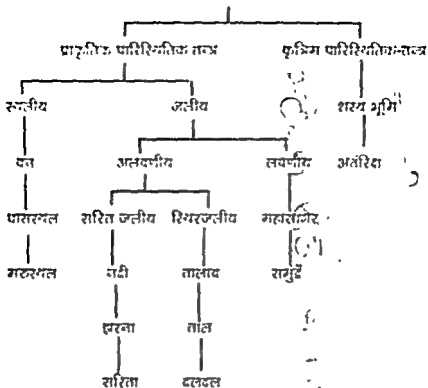 प्राकृतिक पारिस्थितिक तन्त्र कृत्रिम पारिस्थितिक-तन्त्र
स्थलीय जलीय शस्य भूमि
वन अलवणीय लवणीय अंतरिक्ष
घासस्थल सरित जलीय स्थिरजलीय महासागर
मरुस्थल नदी तालाब समुद्र
झरना ताल
सरिता दलदल